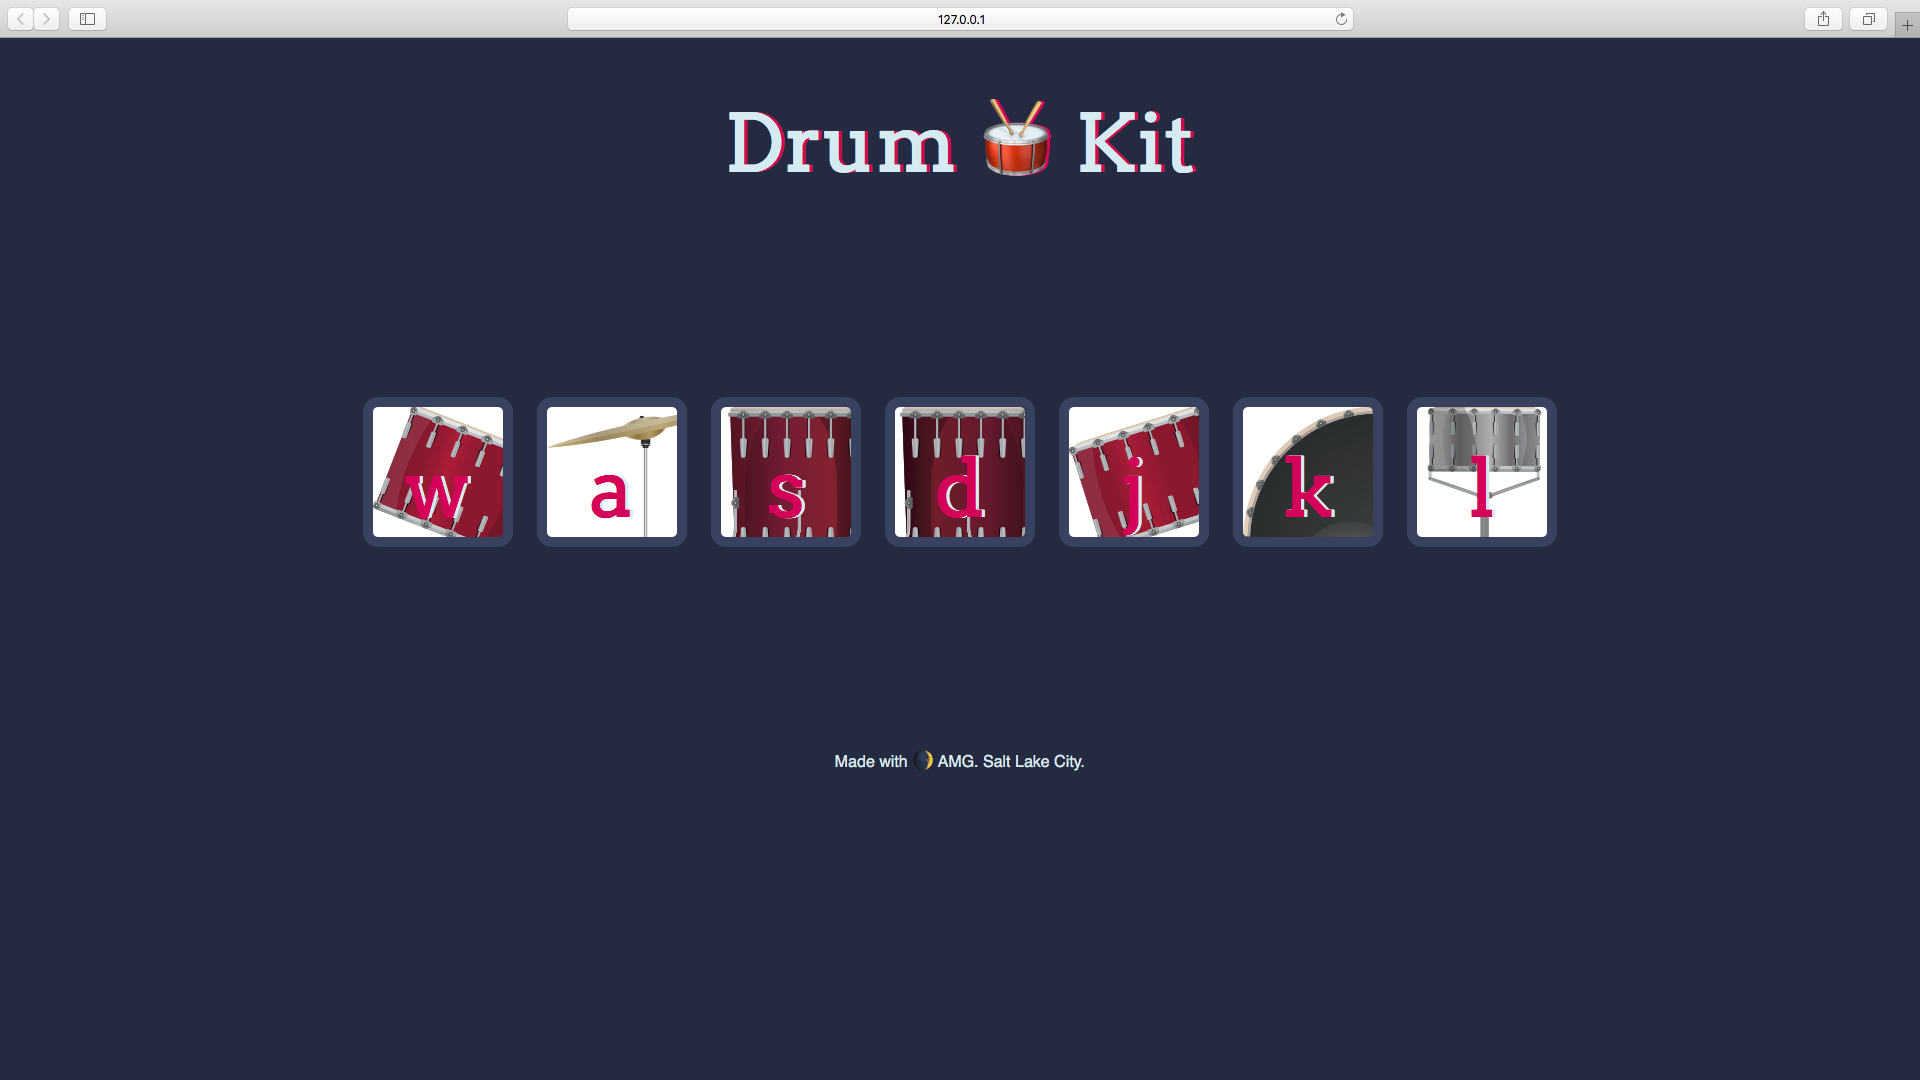 127.0.0.1
Drum 🥁 Kit
w a s d j k l
Made with 🌒 AMG. Salt Lake City.